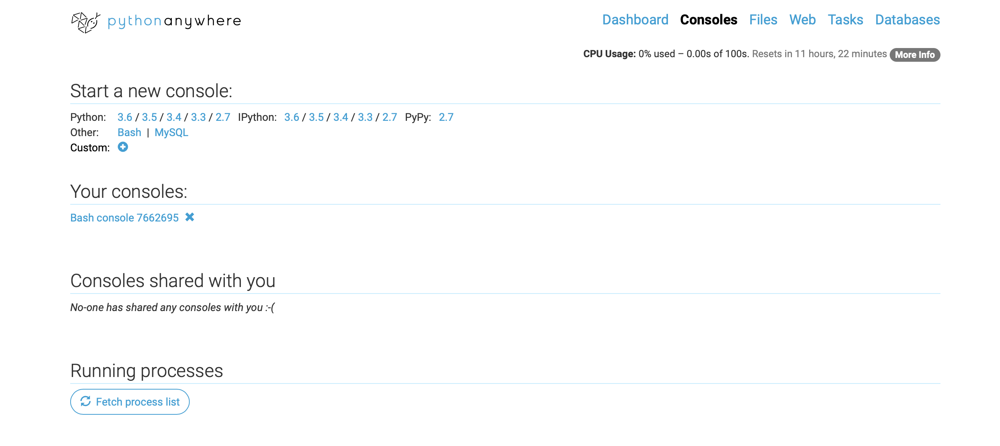 pythonanywhere
Dashboard Consoles Files Web Tasks Databases
CPU Usage: 0% used – 0.00s of 100s. Resets in 11 hours, 22 minutes More Info
Start a new console:
Python: 3.6 / 3.5 / 3.4 / 3.3 / 2.7 IPython: 3.6 / 3.5 / 3.4 / 3.3 / 2.7 PyPy: 2.7
Other: Bash | MySQL
Custom:
Your consoles:
Bash console 7662695
Consoles shared with you
No-one has shared any consoles with you :-(
Running processes
Fetch process list